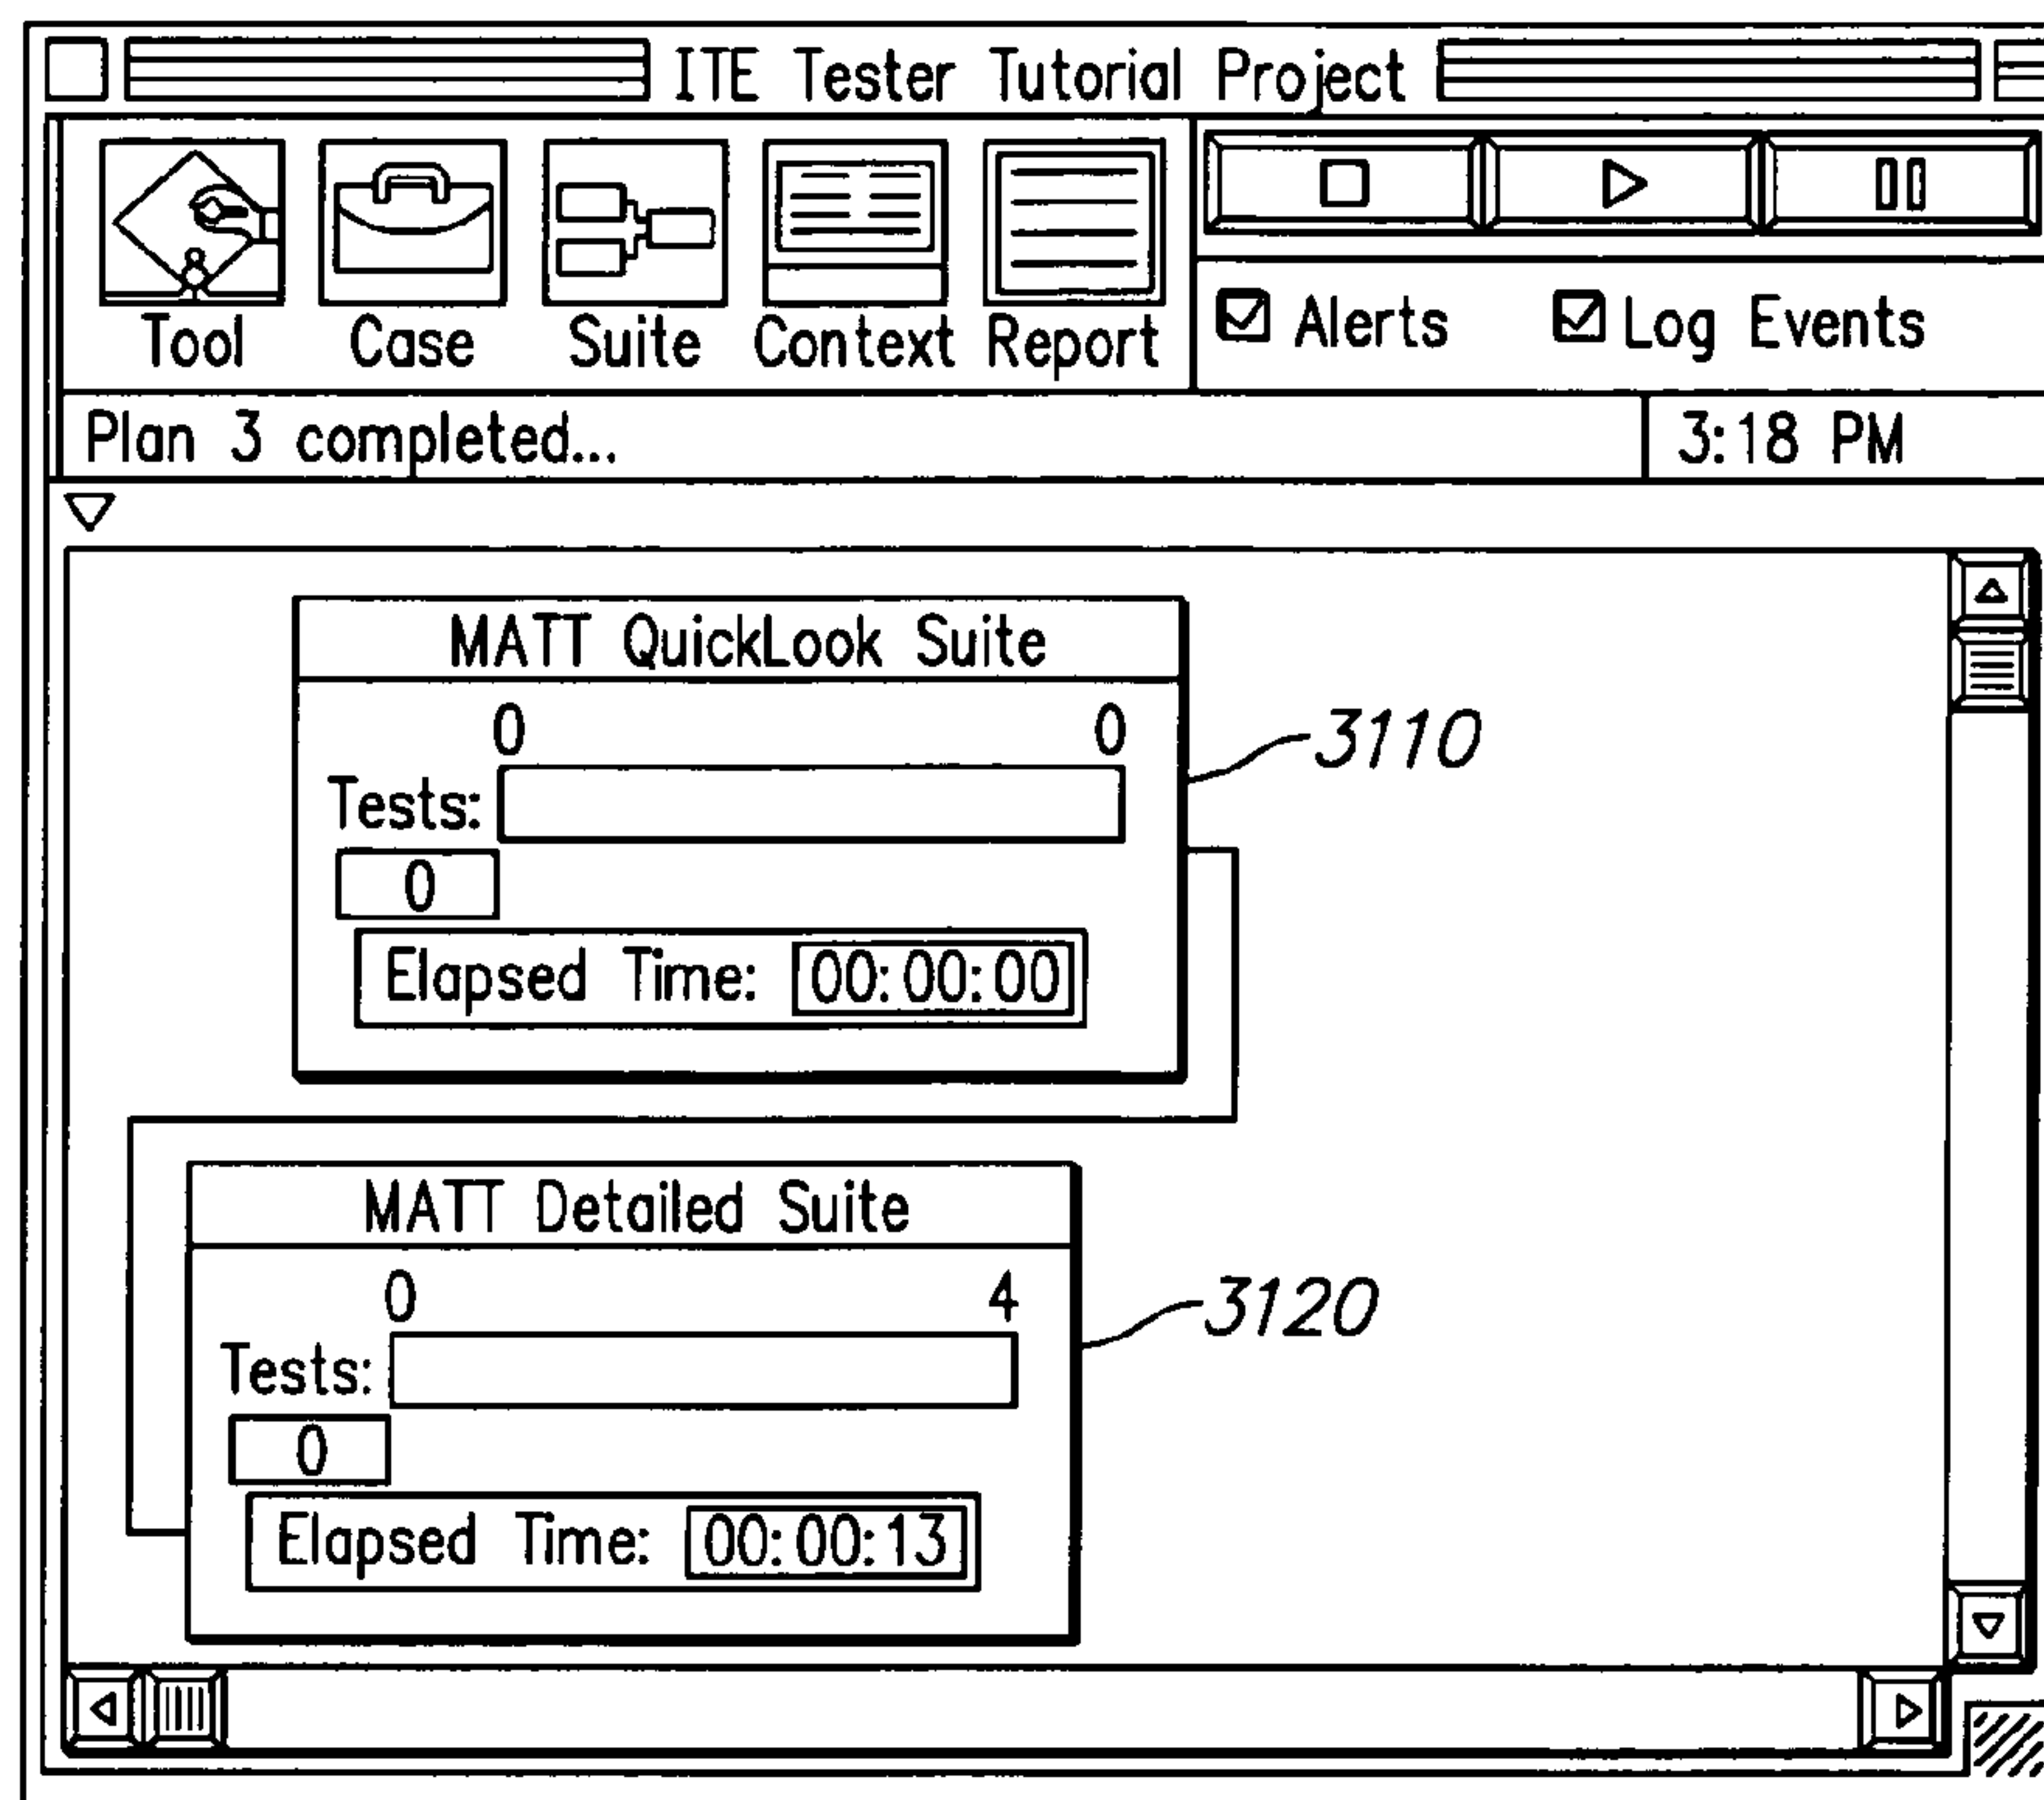 ITE Tester Tutorial Project
Tool Case Suite Context Report
Alerts Log Events
Plan 3 completed... 3:18 PM
MATT QuickLook Suite
0 0
3110
Tests:
0
Elapsed Time: 00:00:00
MATT Detailed Suite
0 4
3120
Tests:
0
Elapsed Time: 00:00:13